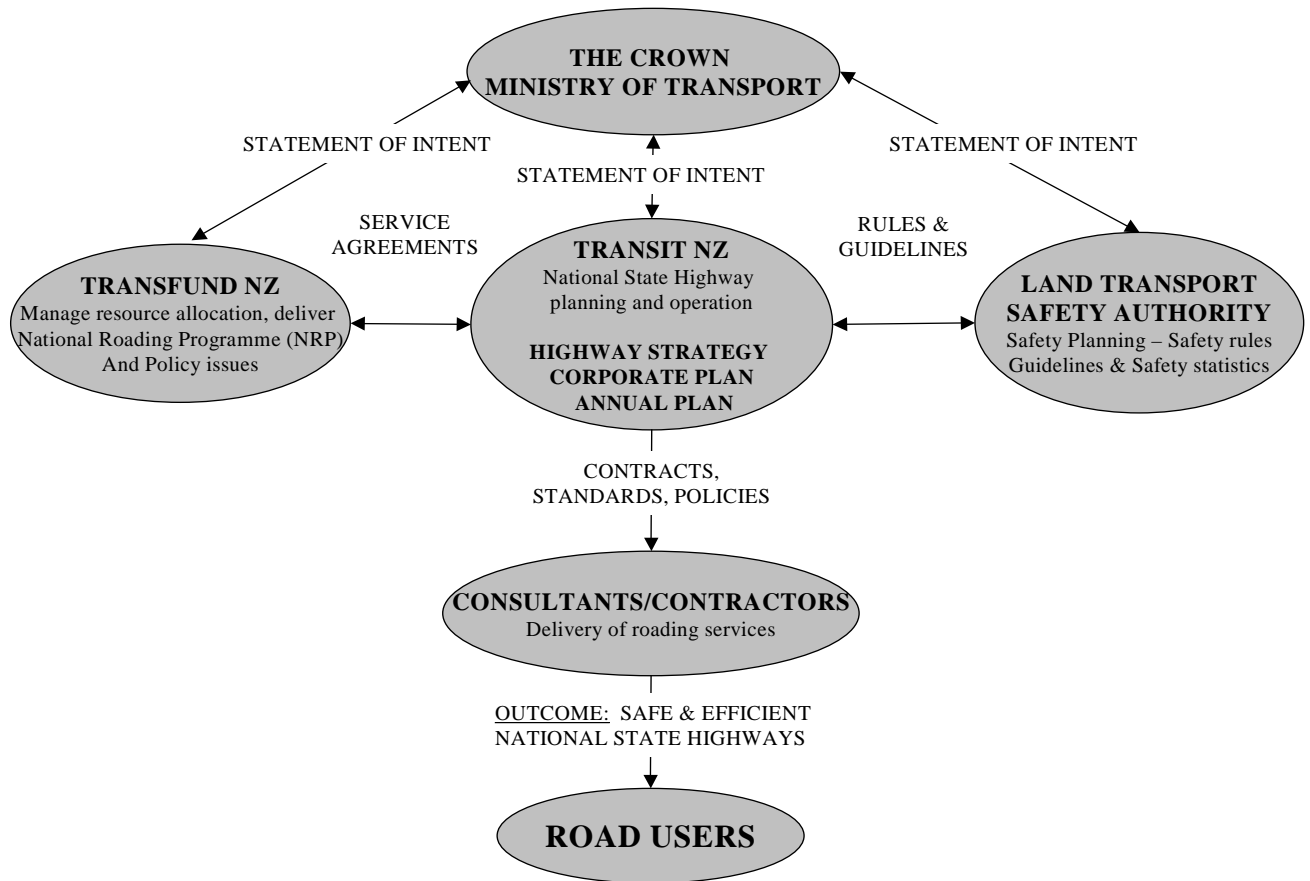 THE CROWN
MINISTRY OF TRANSPORT
STATEMENT OF INTENT
STATEMENT OF INTENT
STATEMENT OF INTENT
SERVICE
AGREEMENTS
RULES &
GUIDELINES
TRANSFUND NZ
Manage resource allocation, deliver
National Roading Programme (NRP)
And Policy issues
TRANSIT NZ
National State Highway
planning and operation
HIGHWAY STRATEGY
CORPORATE PLAN
ANNUAL PLAN
LAND TRANSPORT
SAFETY AUTHORITY
Safety Planning – Safety rules
Guidelines & Safety statistics
CONTRACTS,
STANDARDS, POLICIES
CONSULTANTS/CONTRACTORS
Delivery of roading services
OUTCOME: SAFE & EFFICIENT
NATIONAL STATE HIGHWAYS
ROAD USERS